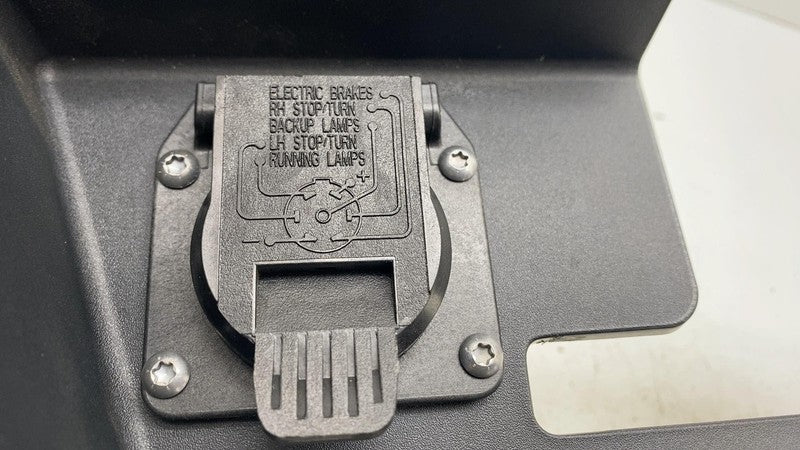 ELECTRIC BRAKES
RH STOP/TURN
BACKUP LAMPS
LH STOP/TURN
RUNNING LAMPS
+
—